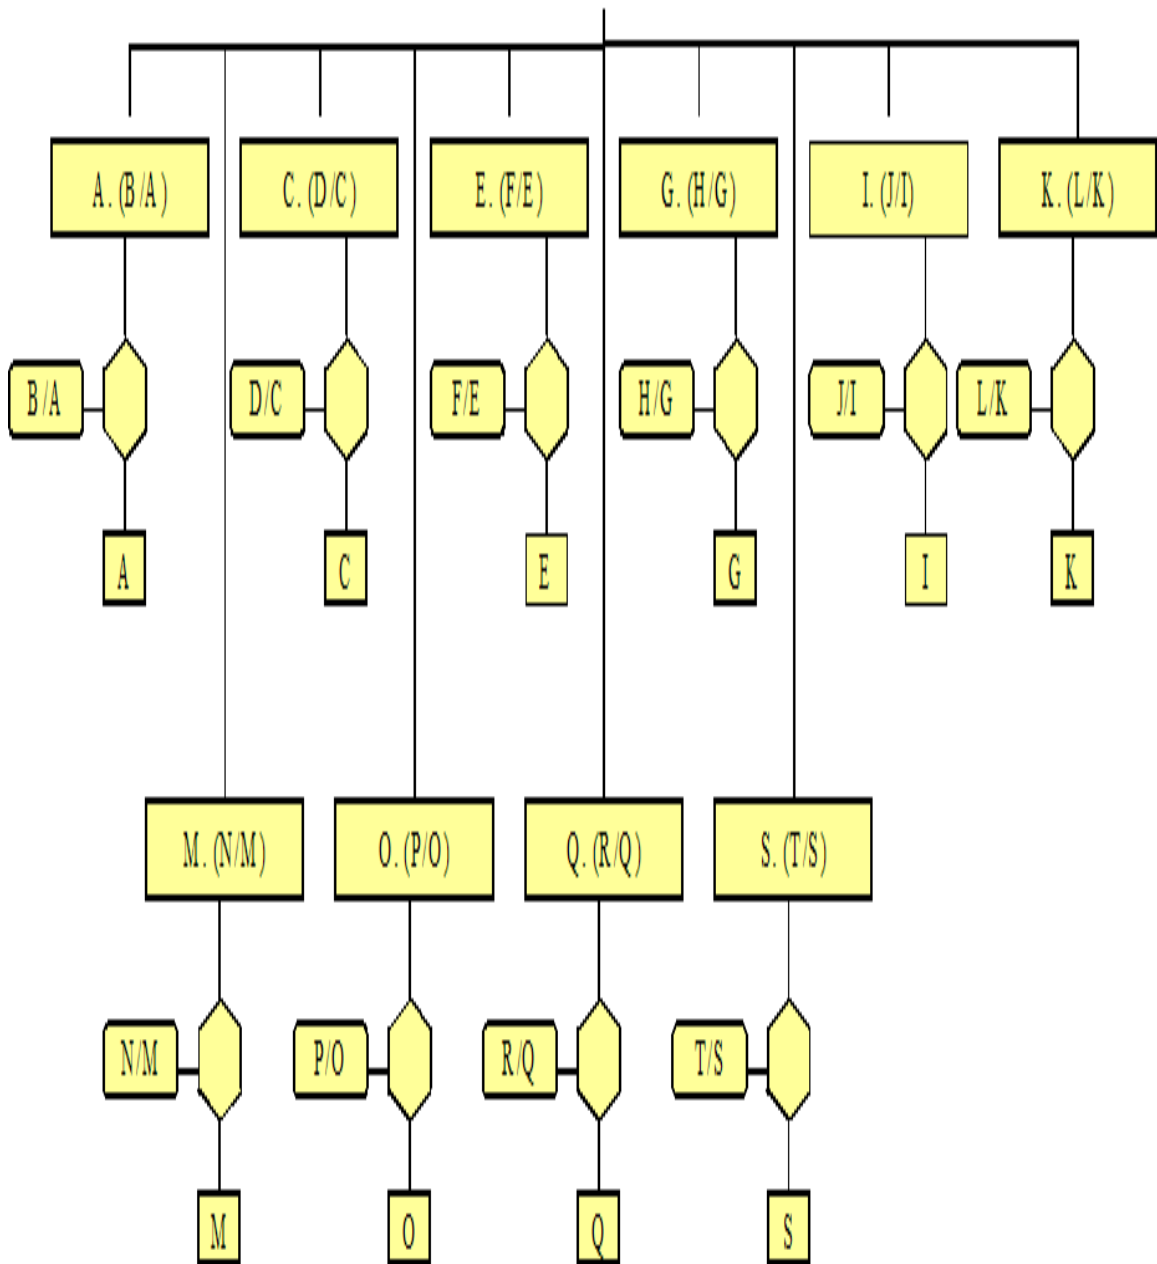 A. (B/A)
C. (D/C)
E. (F/E)
G. (H/G)
I. (J/I)
K. (L/K)
B/A
D/C
F/E
H/G
J/I
L/K
A
C
E
G
I
K
M. (N/M)
O. (P/O)
Q. (R/Q)
S. (T/S)
N/M
P/O
R/Q
T/S
M
O
Q
S